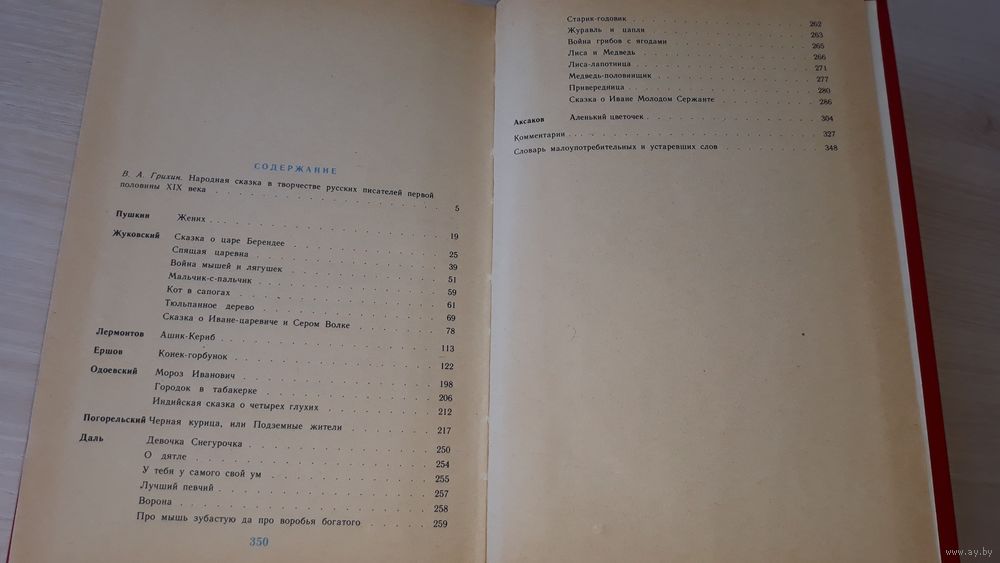 СОДЕРЖАНИЕ
В. А. Грихин. Народная сказка в творчестве русских писателей первой
половины XIX века 5
Пушкин Жених 19
Жуковский Сказка о царе Берендее 25
Спящая царевна 39
Война мышей и лягушек 51
Мальчик-с-пальчик 59
Кот в сапогах 61
Тюльпанное дерево 69
Сказка о Иване-царевиче и Сером Волке 78
Лермонтов Ашик-Кериб 113
Ершов Конек-горбунок 122
Одоевский Мороз Иванович 198
Городок в табакерке 206
Индийская сказка о четырех глухих 212
Погорельский Черная курица, или Подземные жители 217
Даль Девочка Снегурочка 250
О дятле 254
У тебя у самого свой ум 255
Лучший певчий 257
Ворона 258
Про мышь зубастую да про воробья богатого 259
350
Старик-годовик 262
Журавль и цапли 263
Война грибов с ягодами 265
Лиса и Медведь 266
Лиса-лапотница 271
Медведь-половинщик 277
Привередница 280
Сказка о Иване Молодом Сержанте 286
Аксаков Аленький цветочек 304
Комментарии 327
Словарь малоупотребительных и устаревших слов 348
www.ay.by